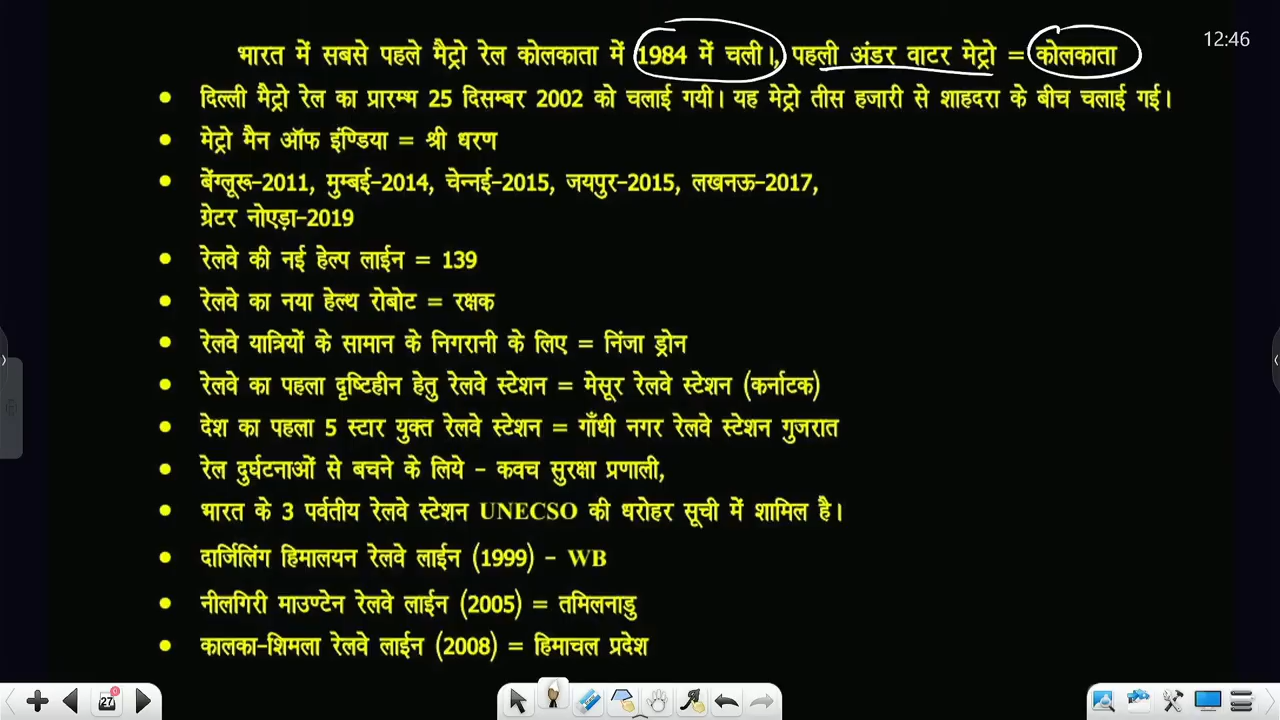 12:46
भारत में सबसे पहले मैट्रो रेल कोलकाता में 1984 में चली।, पहली अंडर वाटर मेट्रो = कोलकाता
• दिल्ली मैट्रो रेल का प्रारम्भ 25 दिसम्बर 2002 को चलाई गयी। यह मेट्रो तीस हजारी से शाहदरा के बीच चलाई गई।
• मेट्रो मैन ऑफ इंण्डिया = श्री धरण
• बेंग्लूरू-2011, मुम्बई-2014, चेन्नई-2015, जयपुर-2015, लखनऊ-2017,
ग्रेटर नोएड़ा-2019
• रेलवे की नई हेल्प लाईन = 139
• रेलवे का नया हेल्थ रोबोट = रक्षक
• रेलवे यात्रियों के सामान के निगरानी के लिए = निंजा ड्रोन
• रेलवे का पहला दृष्टिहीन हेतु रेलवे स्टेशन = मेसूर रेलवे स्टेशन (कर्नाटक)
• देश का पहला 5 स्टार युक्त रेलवे स्टेशन = गाँधी नगर रेलवे स्टेशन गुजरात
• रेल दुर्घटनाओं से बचने के लिये - कवच सुरक्षा प्रणाली,
• भारत के 3 पर्वतीय रेलवे स्टेशन UNECSO की धरोहर सूची में शामिल है।
• दार्जिलिंग हिमालयन रेलवे लाईन (1999) - WB
• नीलगिरी माउण्टेन रेलवे लाईन (2005) = तमिलनाडु
• कालका-शिमला रेलवे लाईन (2008) = हिमाचल प्रदेश
27
0